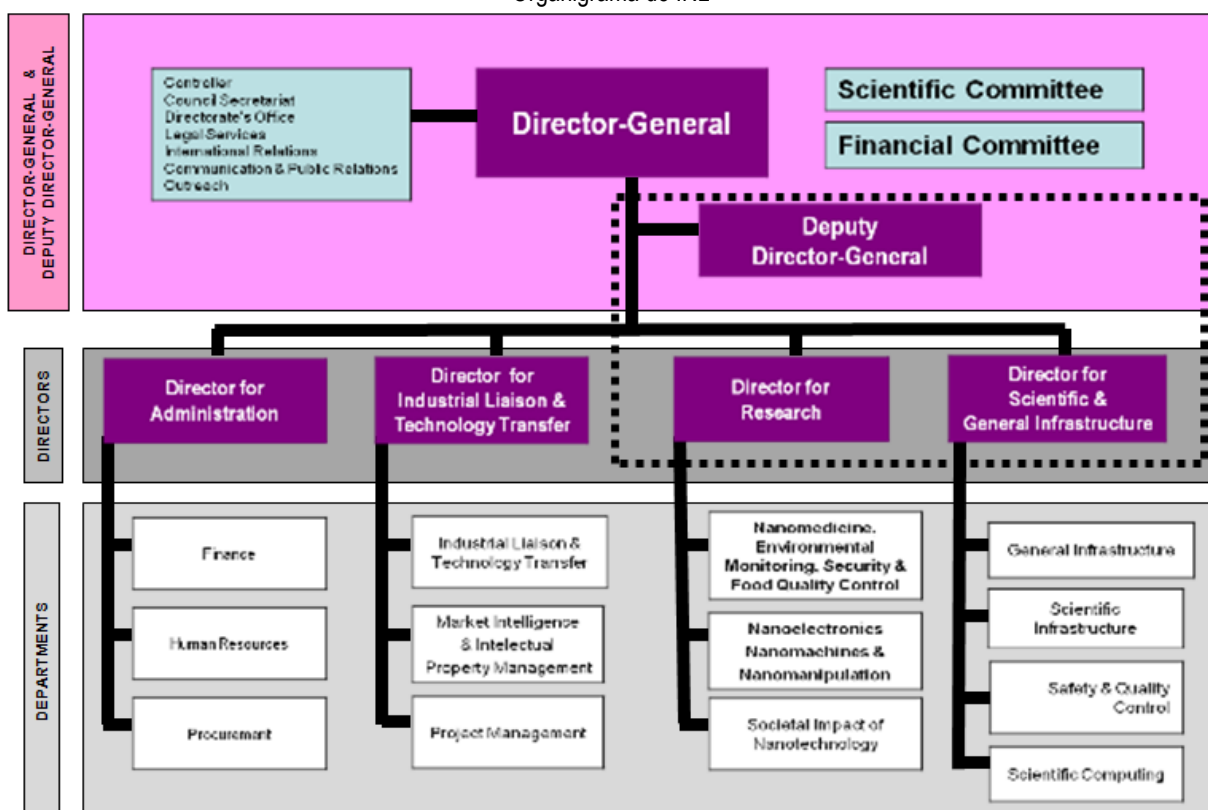 Organigrama do INL
DIRECTOR-GENERAL &
DEPUTY DIRECTOR-GENERAL
Controller
Council Secretariat
Directorate's Office
Legal Services
International Relations
Communication & Public Relations
Outreach
Director-General
Scientific Committee
Financial Committee
Deputy
Director-General
DIRECTORS
Director for
Administration
Director for
Industrial Liaison &
Technology Transfer
Director for
Research
Director for
Scientific &
General Infrastructure
DEPARTMENTS
Finance
Human Resources
Procurement
Industrial Liaison &
Technology Transfer
Market Intelligence
& Intelectual
Property Management
Project Management
Nanomedicine,
Environmental
Monitoring, Security &
Food Quality Control
Nanoelectronics
Nanomachines &
Nanomanipulation
Societal Impact of
Nanotechnology
General Infrastructure
Scientific
Infrastructure
Safety & Quality
Control
Scientific Computing